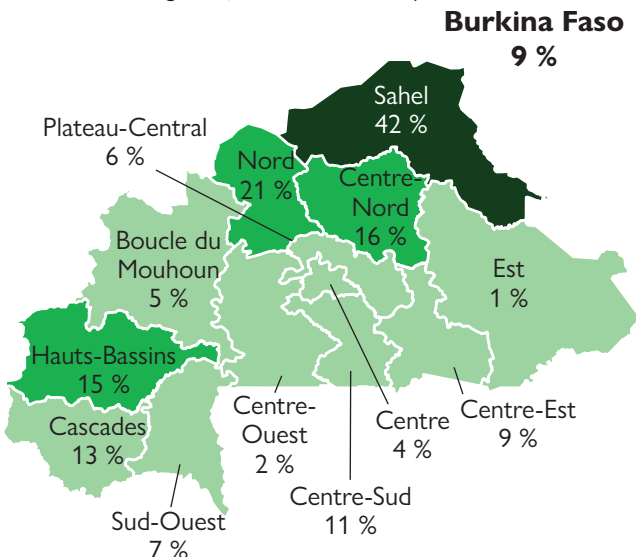 Burkina Faso
9 %
Sahel
42 %
Plateau-Central
6 %
Nord
21 %
Centre-
Nord
16 %
Boucle du
Mouhoun
5 %
Est
1 %
Hauts-Bassins
15 %
Cascades
13 %
Centre-
Ouest
2 %
Centre
4 %
Centre-Est
9 %
Centre-Sud
11 %
Sud-Ouest
7 %